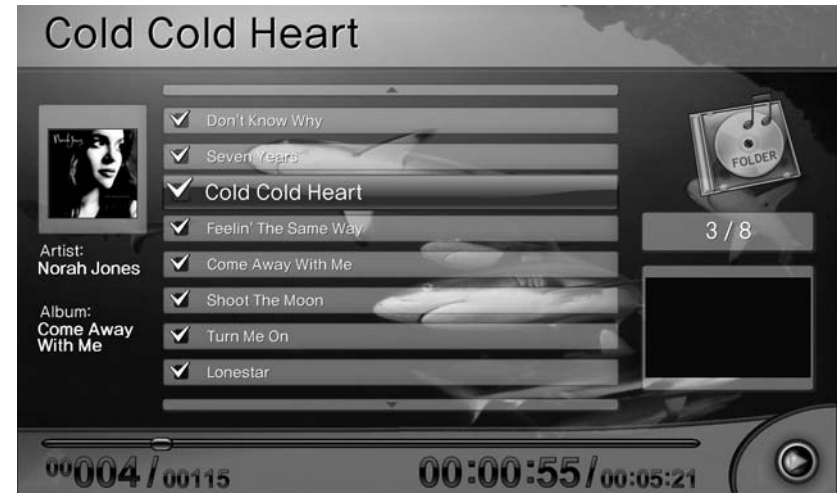 Cold Cold Heart
Norah Jones
Don't Know Why
Seven Years
Cold Cold Heart
Feelin' The Same Way
Come Away With Me
Shoot The Moon
Turn Me On
Lonestar
Artist:
Norah Jones
Album:
Come Away
With Me
FOLDER
3 / 8
00004 / 00115
00:00:55 / 00:05:21